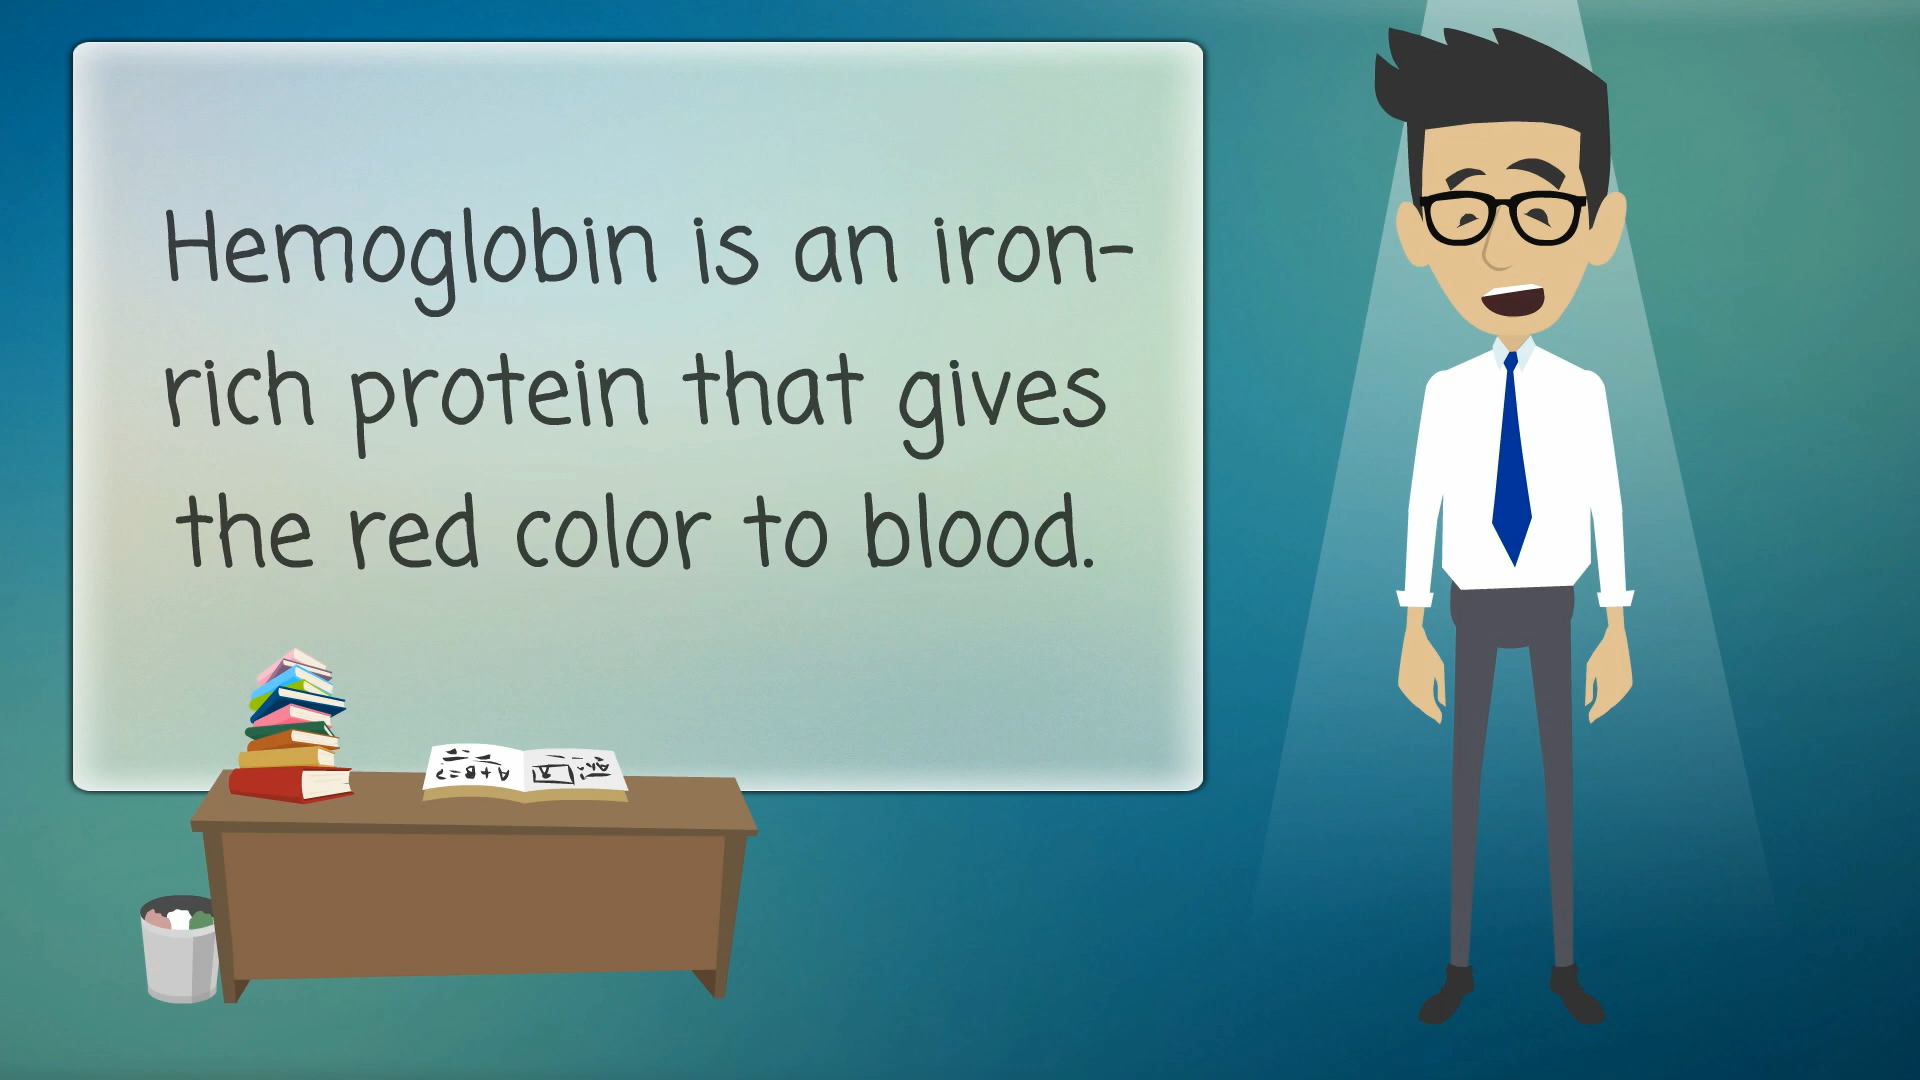 Hemoglobin is an iron-
rich protein that gives
the red color to blood.
A+B=?